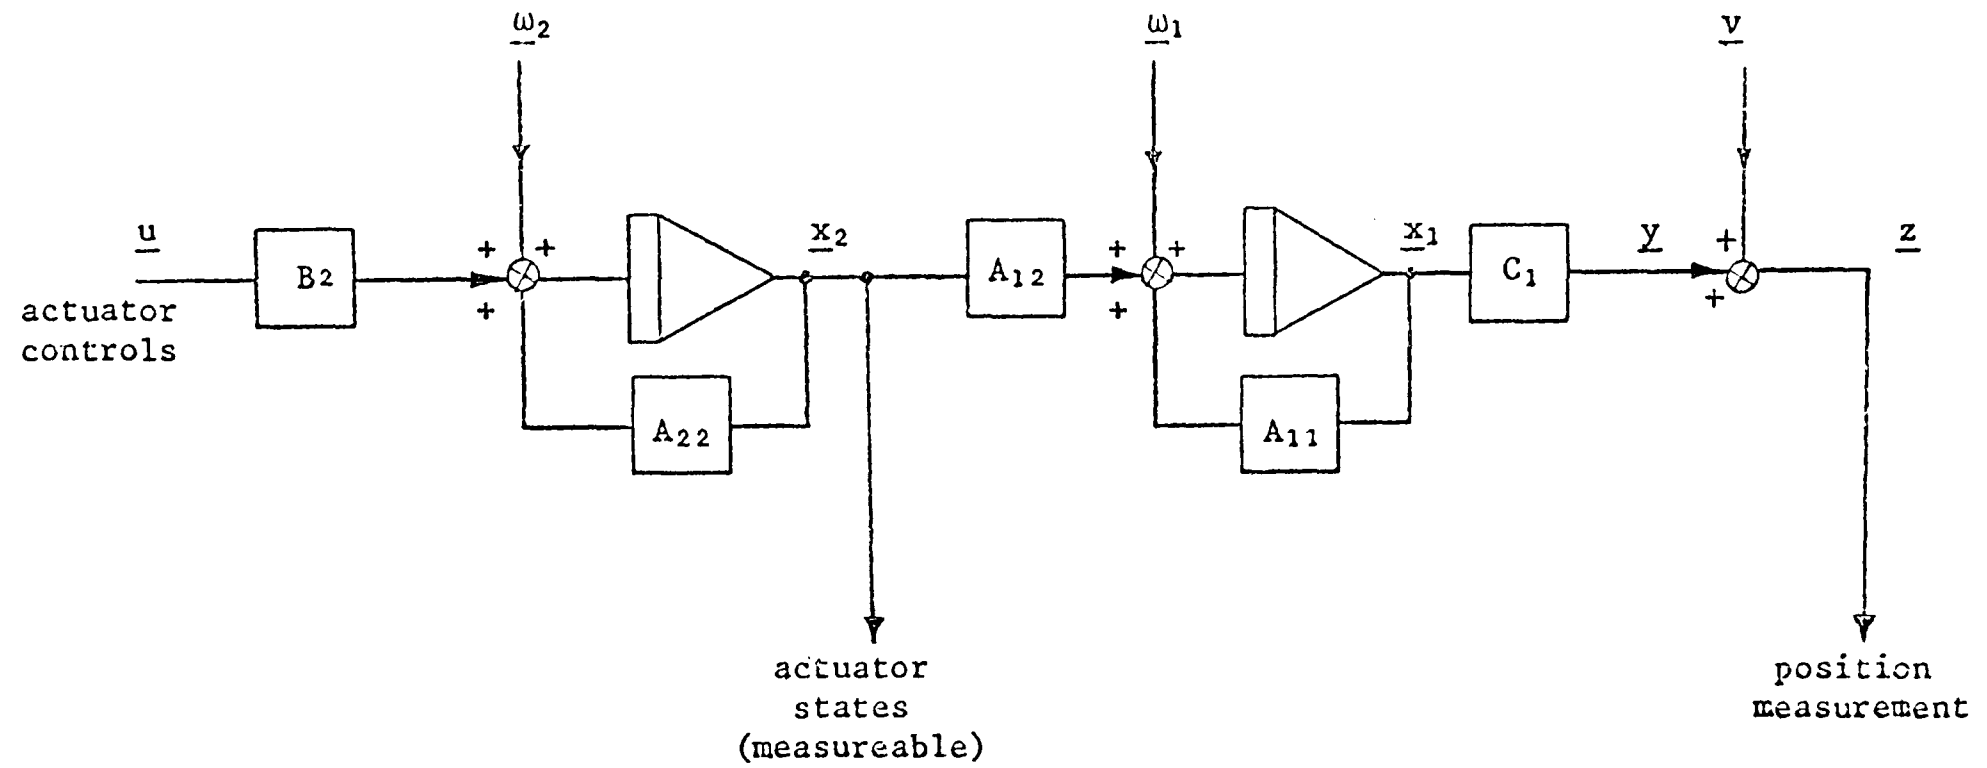 ω2
ω1
v
u
+ +
x2
+ +
x1
y
+
z
B2
A12
C1
+
+
+
actuator
controls
A22
A11
actuator
states
(measureable)
position
measurement